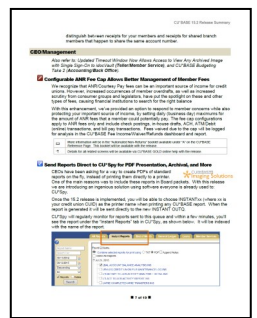 CU*BASE 10.2 Release Summary
distinguish between receipts for your members and receipts for shared branch
members that happen to share the same account number.
CEO/Management
Also refer to Updated Timeout Window Now Allows Access to View Any Archived Image
with Single Sign-On to idocVault (Teller/Member Service), and CU*BASE Budgeting
Take 2 (Accounting/Back Office)
Configurable ANR Fee Cap Allows Better Management of Member Fees
We recognize that ANR/Courtesy Pay fees can be an important source of income for credit
unions. However, increased occurrences of member overdrafts, as well as increased
scrutiny from consumer groups and legislators, have put the spotlight on these and other
types of fees, causing financial institutions to search for the right balance
With this enhancement, we've provided an option to respond to member concerns while also
protecting your important source of income, by setting daily (business day) maximums for
the amount of ANR fees that a member could potentially pay. The fee cap configurations
apply to ANR fees only and include check postings, in-house drafts, ACH, ATM/Debit
(online) transactions, and bill pay transactions. Fees waived due to the cap will be logged
for analysis in the CU*BASE Fee Income/Waiver/Refunds dashboard and report.
Send Reports Direct to CU*Spy for PDF Presentation, Archival, and More
CEOs have been asking for a way to create PDFs of standard
reports on the fly, instead of printing them directly to a printer.
One of the main reasons was to include these reports in Board packets. With this release
we are introducing an ingenious solution using software everyone is already used to
CU*Spy.
Imaging Solutions
Once the 10.2 release is implemented, you will be able to choose INSTANTxx (where xx is
your credit union CUID) as the printer name when printing any CU*BASE report. When the
report is generated it will be sent directly to the new INSTANT OUTQ.
CU*Spy will regularly monitor for reports sent to this queue and within a few minutes, you'll
see the report under the "Instant Reports" tab in CU*Spy, as shown below. It will be indexed
with the name of the report.